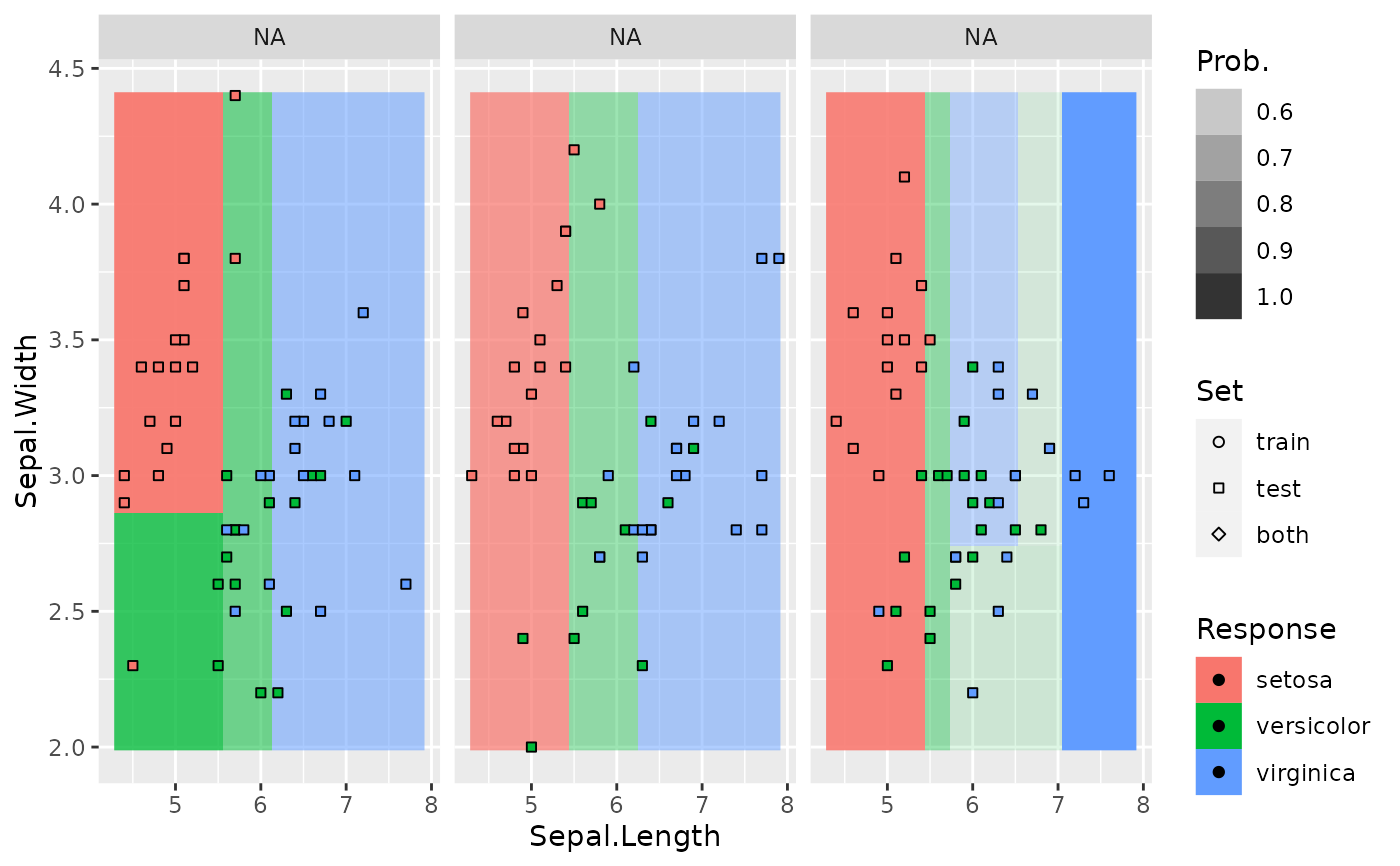 NA NA NA
4.5
4.0
3.5
3.0
2.5
2.0
Sepal.Width
5 6 7 8 5 6 7 8 5 6 7 8
Sepal.Length
Prob.
0.6
0.7
0.8
0.9
1.0
Set
train
test
both
Response
setosa
versicolor
virginica